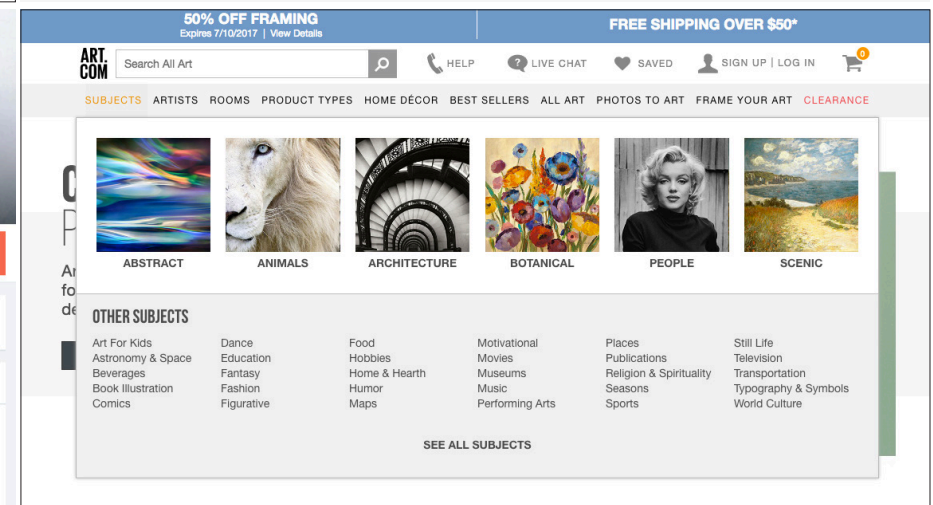 50% OFF FRAMING
Expires 7/10/2017 | View Details
FREE SHIPPING OVER $50*
ART.
COM
Search All Art
HELP
? LIVE CHAT
SAVED
SIGN UP | LOG IN
0
SUBJECTS ARTISTS ROOMS PRODUCT TYPES HOME DÉCOR BEST SELLERS ALL ART PHOTOS TO ART FRAME YOUR ART CLEARANCE
ABSTRACT ANIMALS ARCHITECTURE BOTANICAL PEOPLE SCENIC
OTHER SUBJECTS
Art For Kids Dance Food Motivational Places Still Life
Astronomy & Space Education Hobbies Movies Publications Television
Beverages Fantasy Home & Hearth Museums Religion & Spirituality Transportation
Book Illustration Fashion Humor Music Seasons Typography & Symbols
Comics Figurative Maps Performing Arts Sports World Culture
SEE ALL SUBJECTS